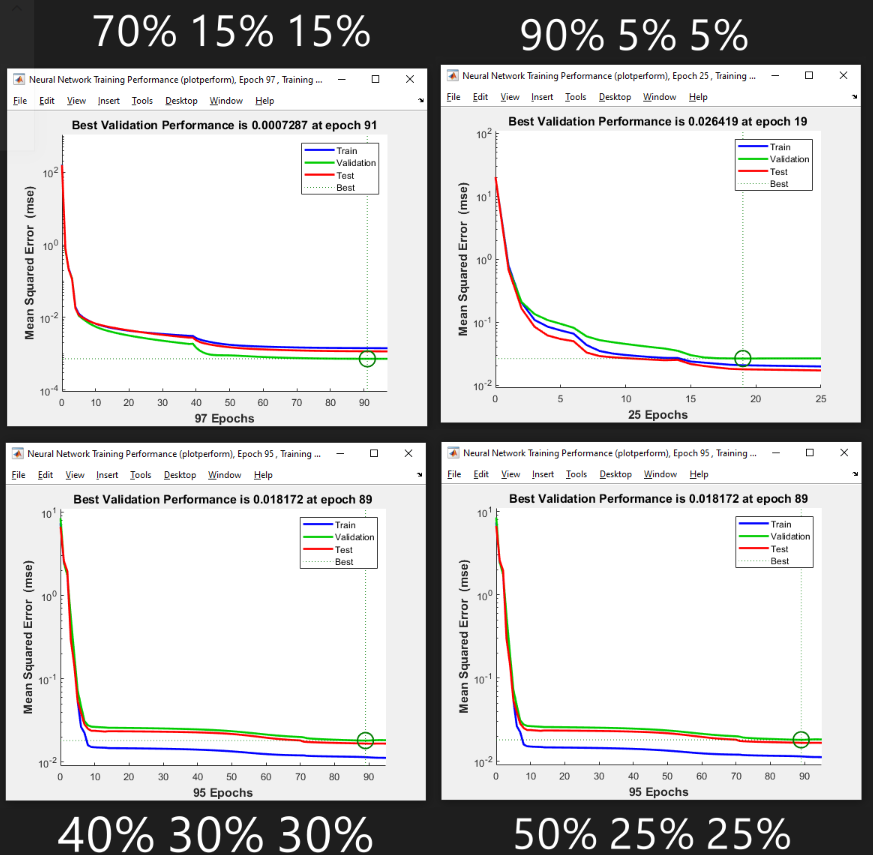 70% 15% 15%
90% 5% 5%
Neural Network Training Performance (plotperform), Epoch 97, Training ...
File Edit View Insert Tools Desktop Window Help
Best Validation Performance is 0.0007287 at epoch 91
Mean Squared Error (mse)
10^2
10^0
10^-2
10^-4
Train
Validation
Test
Best
0 10 20 30 40 50 60 70 80 90
97 Epochs
Neural Network Training Performance (plotperform), Epoch 25, Training ...
File Edit View Insert Tools Desktop Window Help
Best Validation Performance is 0.026419 at epoch 19
Mean Squared Error (mse)
10^2
10^1
10^0
10^-1
10^-2
Train
Validation
Test
Best
0 5 10 15 20 25
25 Epochs
Neural Network Training Performance (plotperform), Epoch 95, Training ...
File Edit View Insert Tools Desktop Window Help
Best Validation Performance is 0.018172 at epoch 89
Mean Squared Error (mse)
10^1
10^0
10^-1
10^-2
Train
Validation
Test
Best
0 10 20 30 40 50 60 70 80 90
95 Epochs
Neural Network Training Performance (plotperform), Epoch 95, Training ...
File Edit View Insert Tools Desktop Window Help
Best Validation Performance is 0.018172 at epoch 89
Mean Squared Error (mse)
10^1
10^0
10^-1
10^-2
Train
Validation
Test
Best
0 10 20 30 40 50 60 70 80 90
95 Epochs
40% 30% 30%
50% 25% 25%